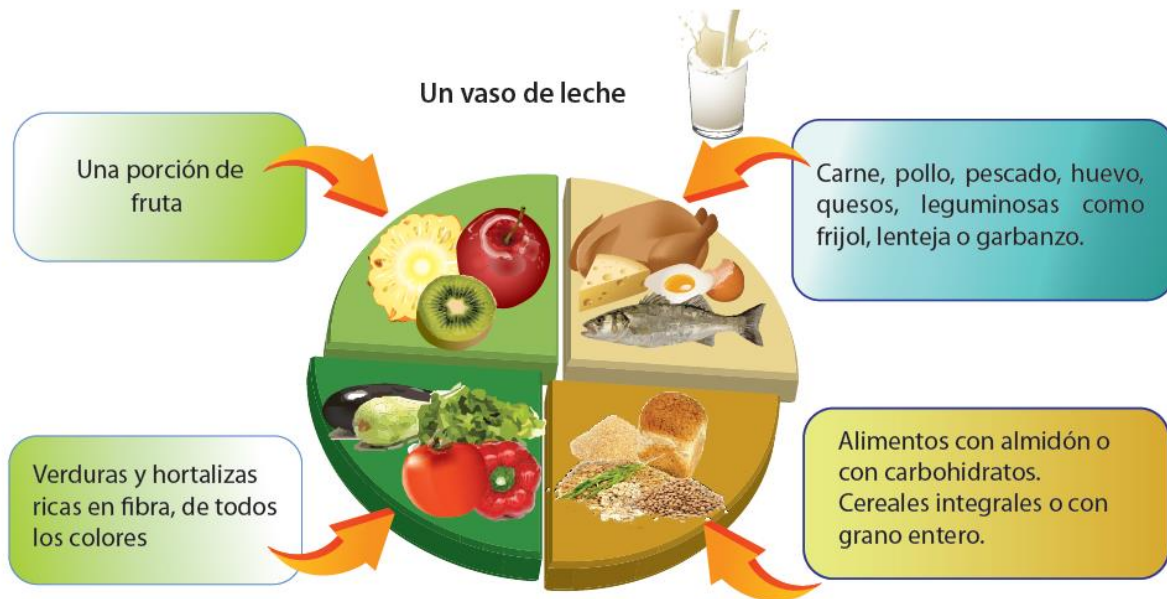 Un vaso de leche
Una porción de
fruta
Carne, pollo, pescado, huevo,
quesos, leguminosas como
frijol, lenteja o garbanzo.
Verduras y hortalizas
ricas en fibra, de todos
los colores
Alimentos con almidón o
con carbohidratos.
Cereales integrales o con
grano entero.